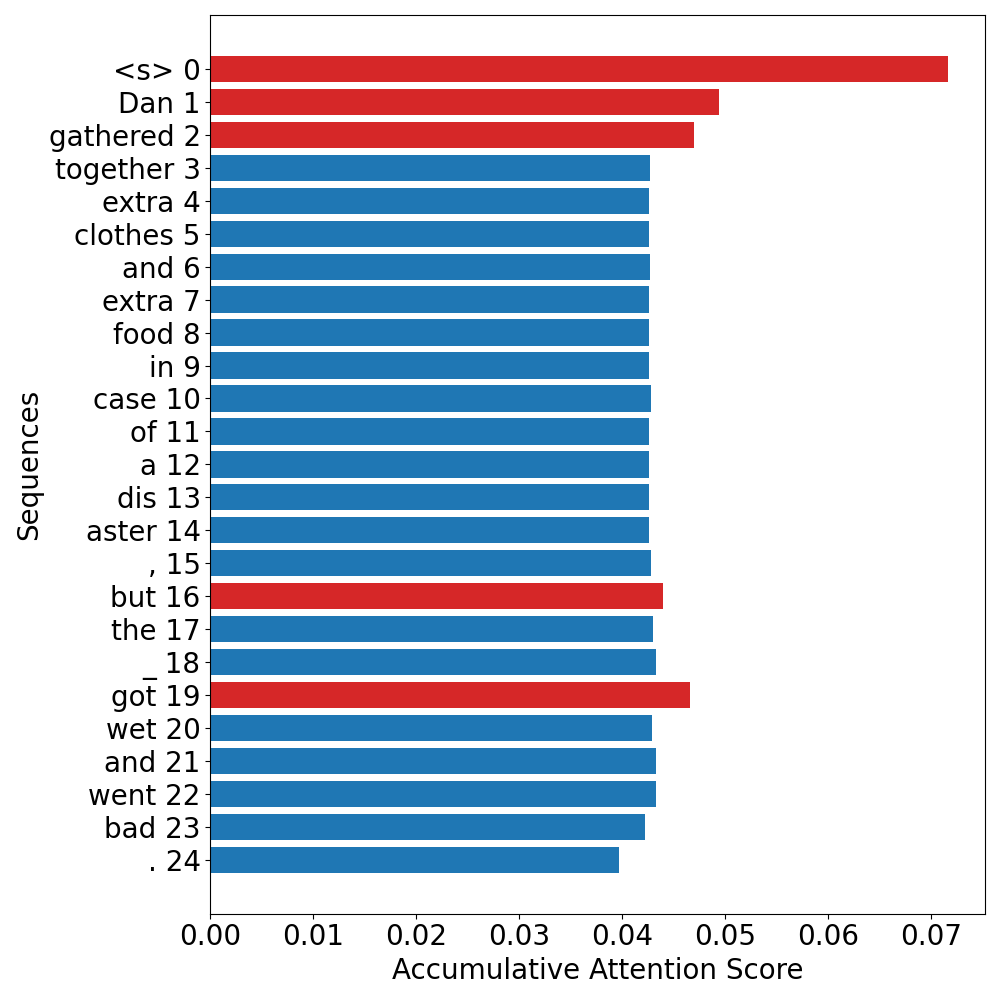 <s> 0
Dan 1
gathered 2
together 3
extra 4
clothes 5
and 6
extra 7
food 8
in 9
case 10
of 11
a 12
dis 13
aster 14
, 15
but 16
the 17
_ 18
got 19
wet 20
and 21
went 22
bad 23
. 24
Sequences
0.00 0.01 0.02 0.03 0.04 0.05 0.06 0.07
Accumulative Attention Score